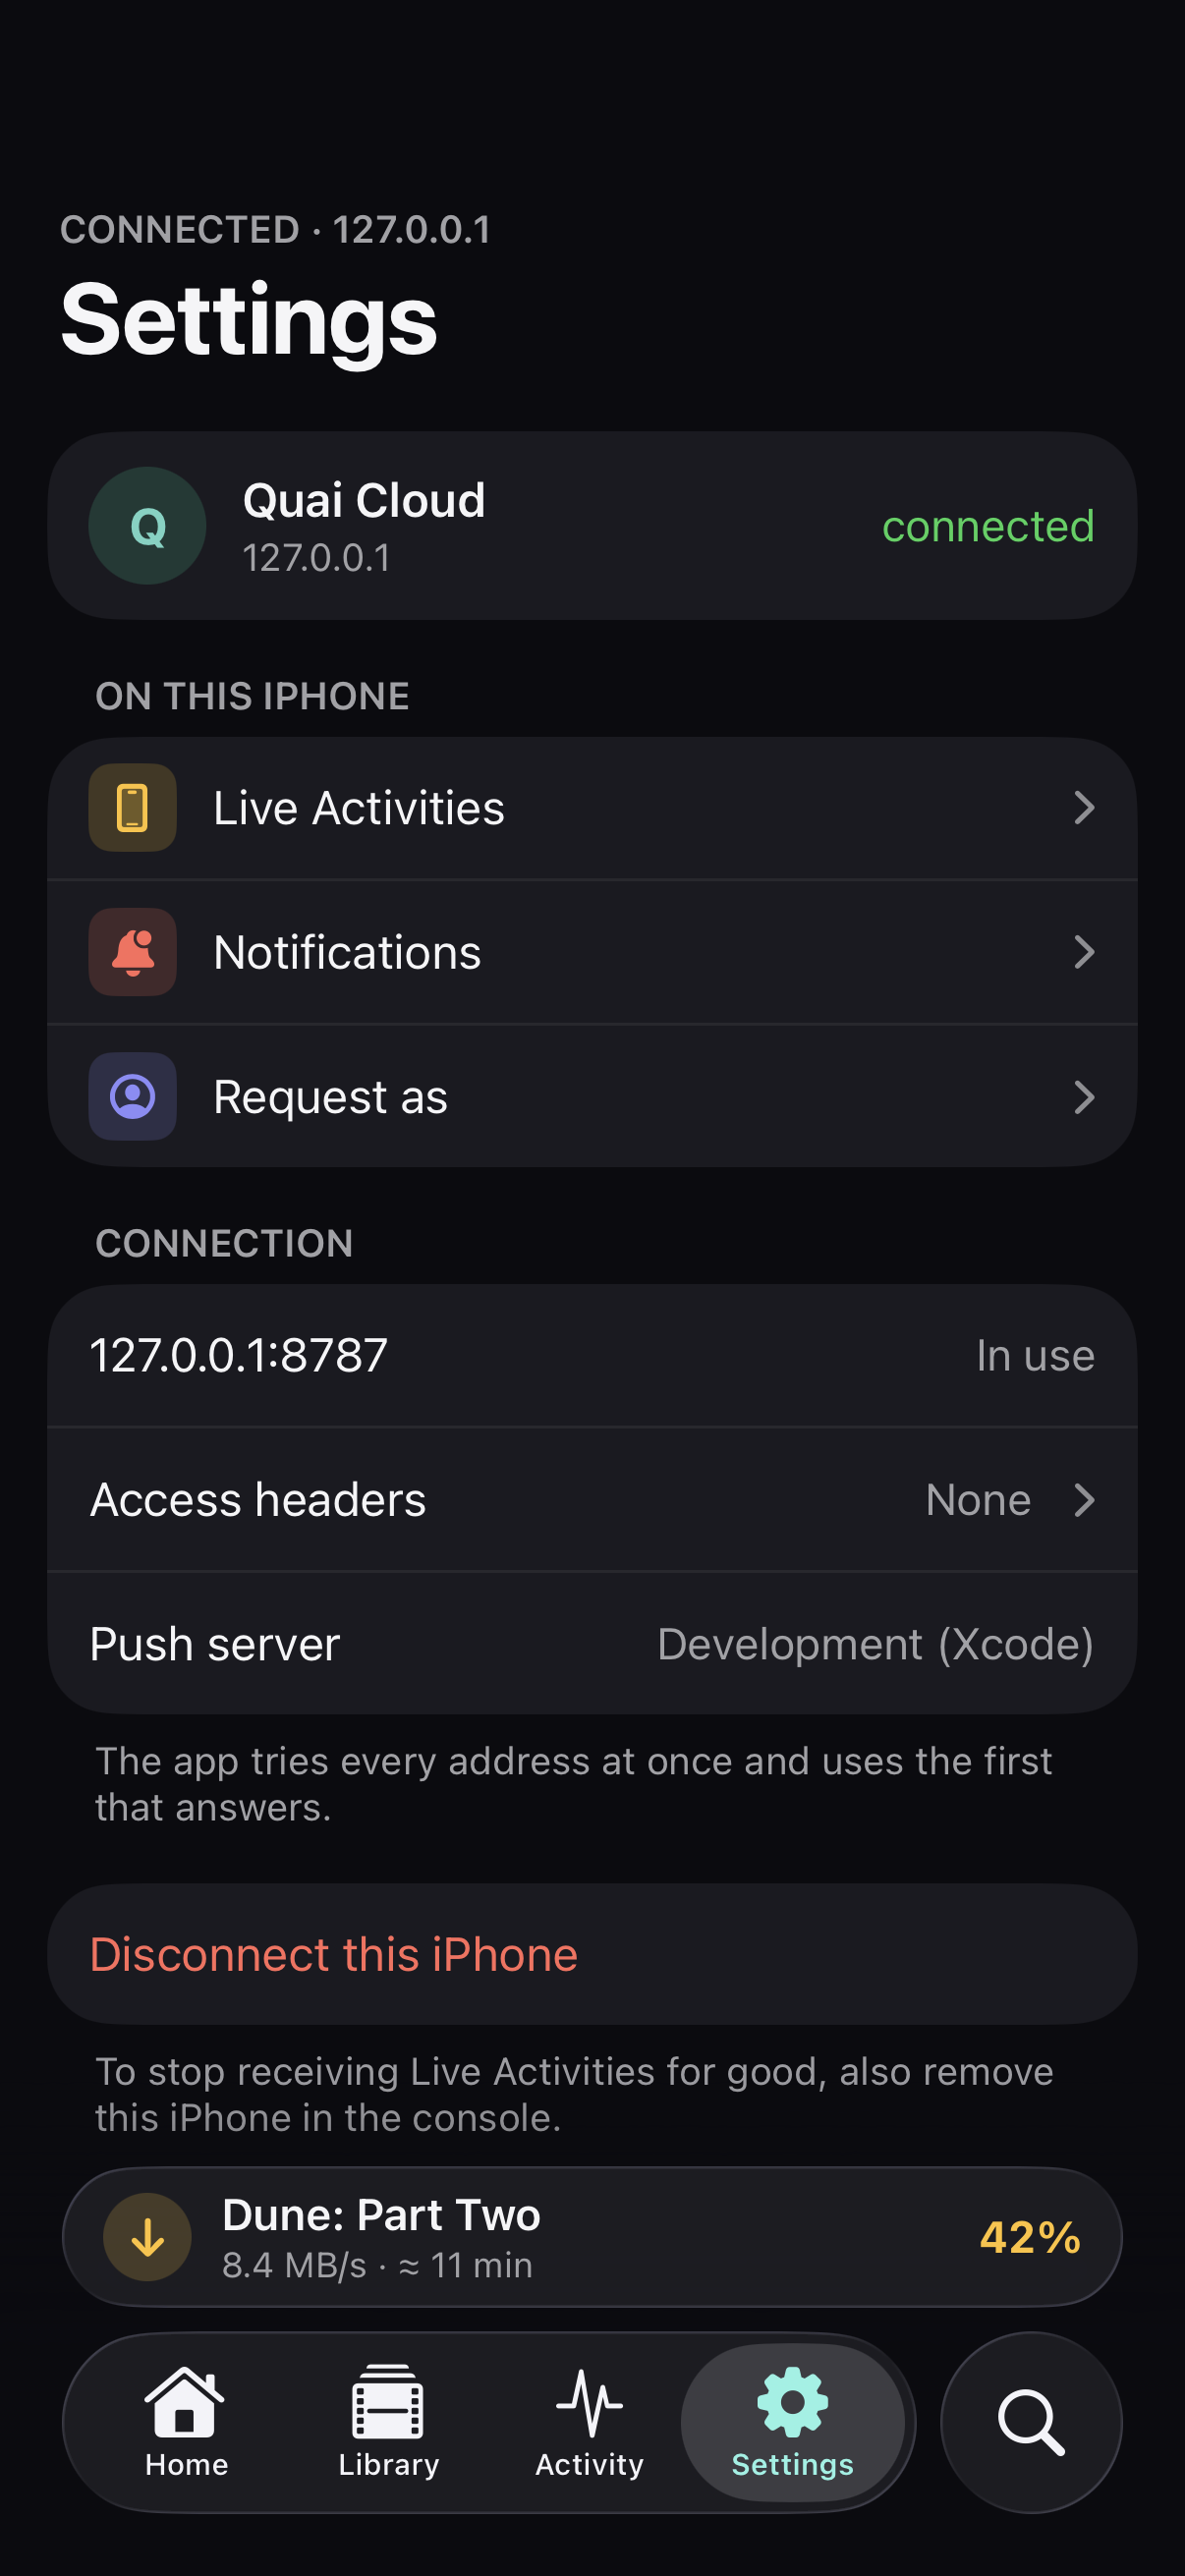 CONNECTED · 127.0.0.1
Settings
Q
Quai Cloud
127.0.0.1
connected
ON THIS IPHONE
Live Activities
Notifications
Request as
CONNECTION
127.0.0.1:8787
In use
Access headers
None
Push server
Development (Xcode)
The app tries every address at once and uses the first
that answers.
Disconnect this iPhone
To stop receiving Live Activities for good, also remove
this iPhone in the console.
Dune: Part Two
8.4 MB/s · ≈ 11 min
42%
Home
Library
Activity
Settings